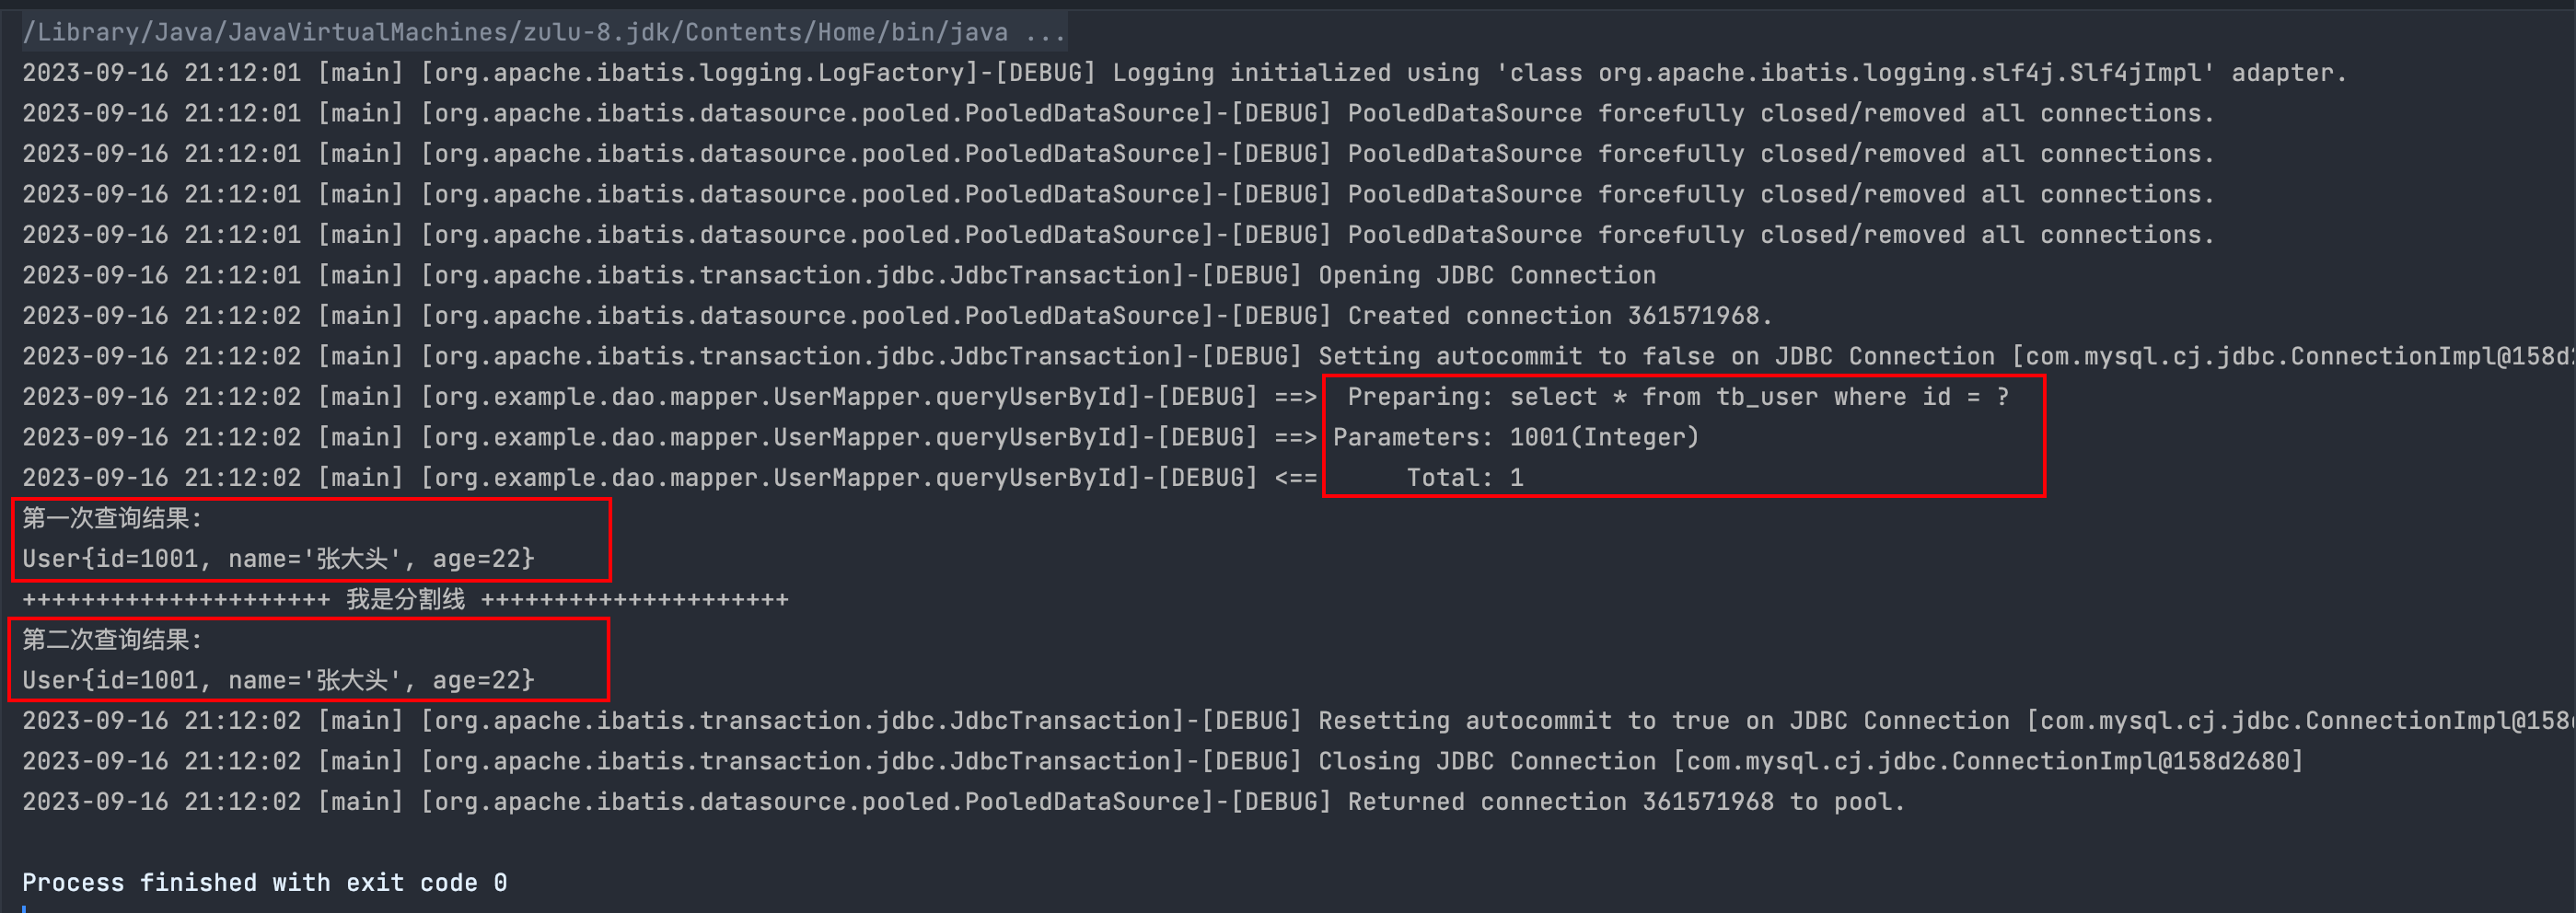 /Library/Java/JavaVirtualMachines/zulu-8.jdk/Contents/Home/bin/java ...
2023-09-16 21:12:01 [main] [org.apache.ibatis.logging.LogFactory]-[DEBUG] Logging initialized using 'class org.apache.ibatis.logging.slf4j.Slf4jImpl' adapter.
2023-09-16 21:12:01 [main] [org.apache.ibatis.datasource.pooled.PooledDataSource]-[DEBUG] PooledDataSource forcefully closed/removed all connections.
2023-09-16 21:12:01 [main] [org.apache.ibatis.datasource.pooled.PooledDataSource]-[DEBUG] PooledDataSource forcefully closed/removed all connections.
2023-09-16 21:12:01 [main] [org.apache.ibatis.datasource.pooled.PooledDataSource]-[DEBUG] PooledDataSource forcefully closed/removed all connections.
2023-09-16 21:12:01 [main] [org.apache.ibatis.datasource.pooled.PooledDataSource]-[DEBUG] PooledDataSource forcefully closed/removed all connections.
2023-09-16 21:12:01 [main] [org.apache.ibatis.transaction.jdbc.JdbcTransaction]-[DEBUG] Opening JDBC Connection
2023-09-16 21:12:02 [main] [org.apache.ibatis.datasource.pooled.PooledDataSource]-[DEBUG] Created connection 361571968.
2023-09-16 21:12:02 [main] [org.apache.ibatis.transaction.jdbc.JdbcTransaction]-[DEBUG] Setting autocommit to false on JDBC Connection [com.mysql.cj.jdbc.ConnectionImpl@158d
2023-09-16 21:12:02 [main] [org.example.dao.mapper.UserMapper.queryUserById]-[DEBUG] ==>  Preparing: select * from tb_user where id = ?
2023-09-16 21:12:02 [main] [org.example.dao.mapper.UserMapper.queryUserById]-[DEBUG] ==> Parameters: 1001(Integer)
2023-09-16 21:12:02 [main] [org.example.dao.mapper.UserMapper.queryUserById]-[DEBUG] <==      Total: 1
第一次查询结果:
User{id=1001, name='张大头', age=22}
+++++++++++++++++++++ 我是分割线 +++++++++++++++++++++
第二次查询结果:
User{id=1001, name='张大头', age=22}
2023-09-16 21:12:02 [main] [org.apache.ibatis.transaction.jdbc.JdbcTransaction]-[DEBUG] Resetting autocommit to true on JDBC Connection [com.mysql.cj.jdbc.ConnectionImpl@158
2023-09-16 21:12:02 [main] [org.apache.ibatis.transaction.jdbc.JdbcTransaction]-[DEBUG] Closing JDBC Connection [com.mysql.cj.jdbc.ConnectionImpl@158d2680]
2023-09-16 21:12:02 [main] [org.apache.ibatis.datasource.pooled.PooledDataSource]-[DEBUG] Returned connection 361571968 to pool.
Process finished with exit code 0